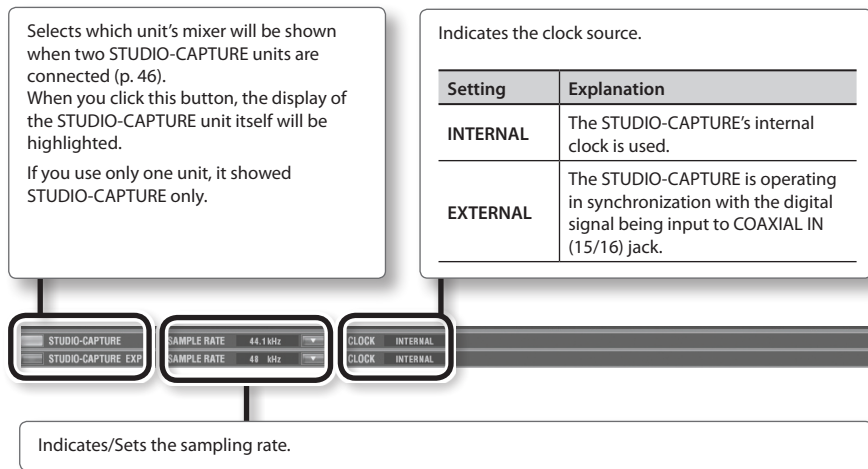 Selects which unit’s mixer will be shown
when two STUDIO-CAPTURE units are
connected (p. 46).
When you click this button, the display of
the STUDIO-CAPTURE unit itself will be
highlighted.
If you use only one unit, it showed
STUDIO-CAPTURE only.
Indicates the clock source.
Setting Explanation
INTERNAL The STUDIO-CAPTURE’s internal
clock is used.
EXTERNAL The STUDIO-CAPTURE is operating
in synchronization with the digital
signal being input to COAXIAL IN
(15/16) jack.
STUDIO-CAPTURE SAMPLE RATE 44.1kHz CLOCK INTERNAL
STUDIO-CAPTURE EXP SAMPLE RATE 48 kHz CLOCK INTERNAL
Indicates/Sets the sampling rate.